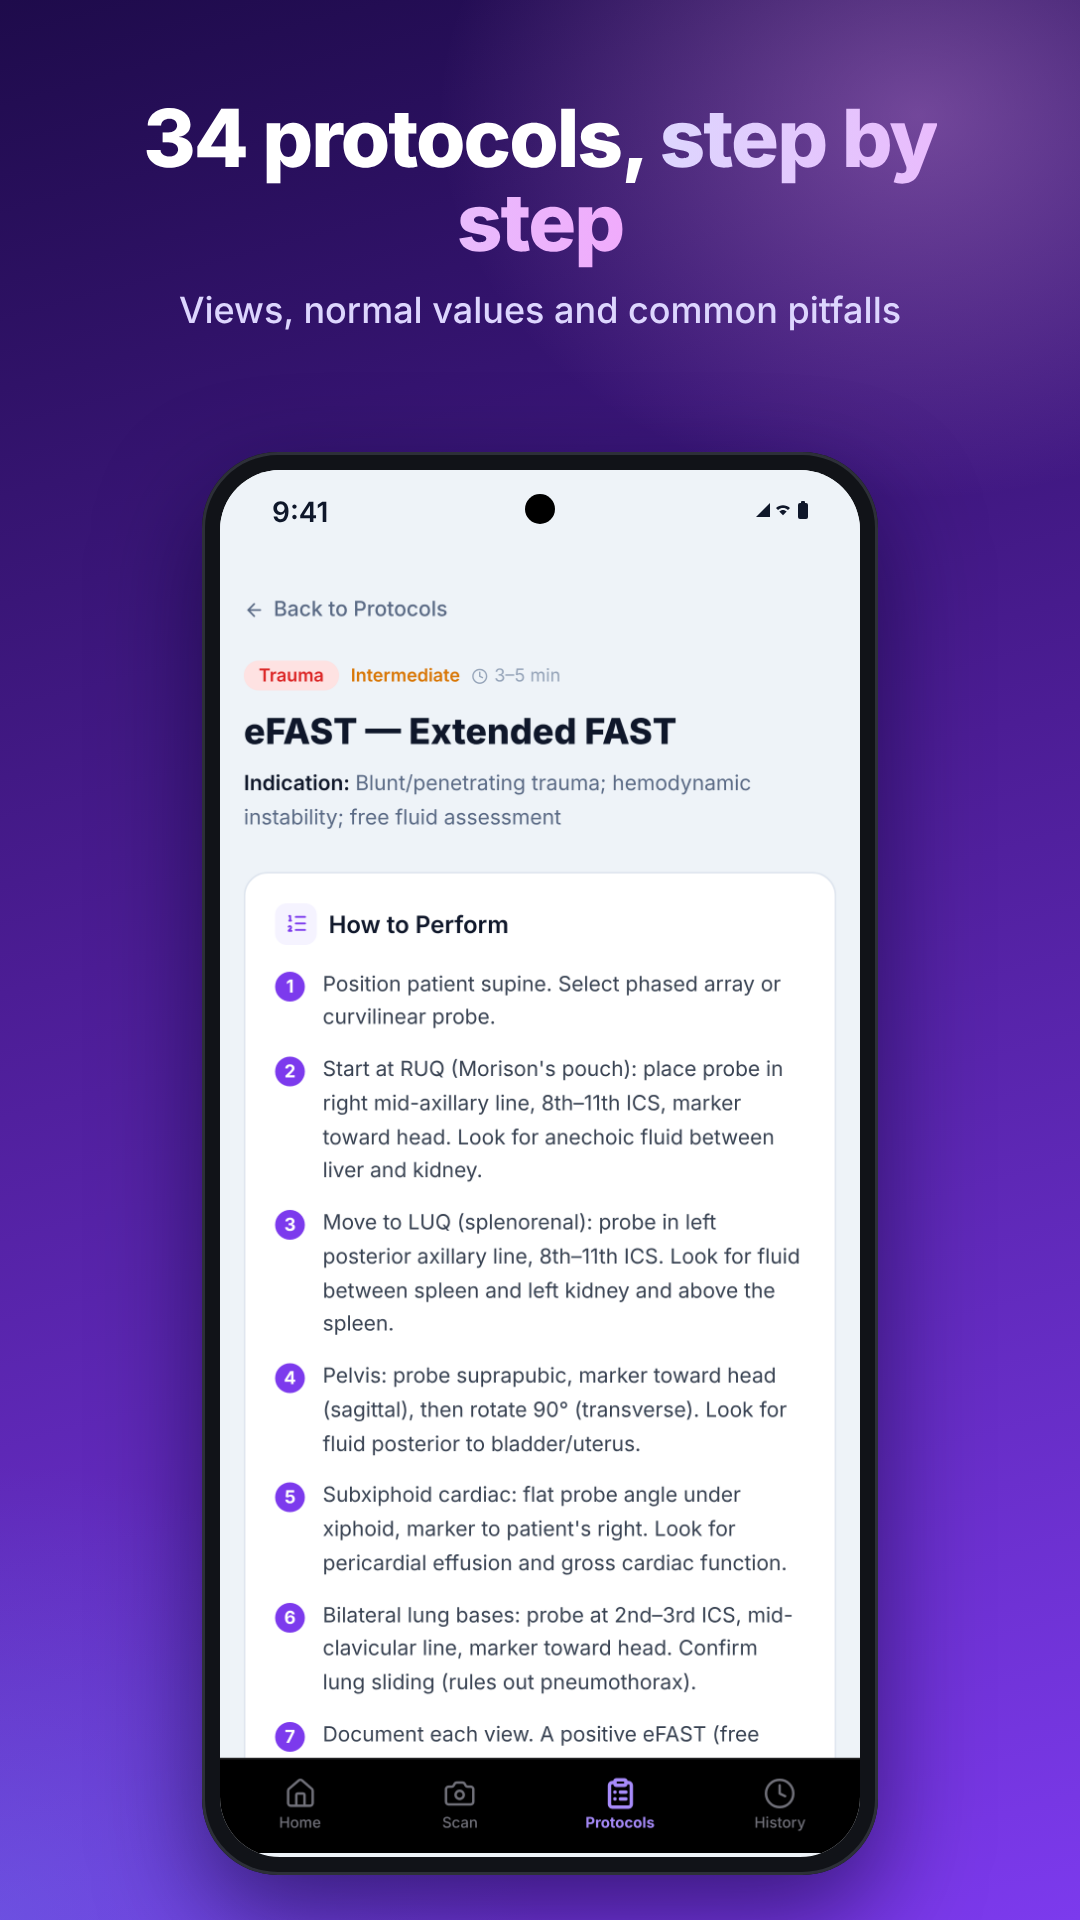 34 protocols, step by
step
Views, normal values and common pitfalls
9:41
Back to Protocols
Trauma Intermediate 3–5 min
eFAST — Extended FAST
Indication: Blunt/penetrating trauma; hemodynamic
instability; free fluid assessment
How to Perform
1 Position patient supine. Select phased array or
curvilinear probe.
2 Start at RUQ (Morison's pouch): place probe in
right mid-axillary line, 8th–11th ICS, marker
toward head. Look for anechoic fluid between
liver and kidney.
3 Move to LUQ (splenorenal): probe in left
posterior axillary line, 8th–11th ICS. Look for fluid
between spleen and left kidney and above the
spleen.
4 Pelvis: probe suprapubic, marker toward head
(sagittal), then rotate 90° (transverse). Look for
fluid posterior to bladder/uterus.
5 Subxiphoid cardiac: flat probe angle under
xiphoid, marker to patient's right. Look for
pericardial effusion and gross cardiac function.
6 Bilateral lung bases: probe at 2nd–3rd ICS, mid-
clavicular line, marker toward head. Confirm
lung sliding (rules out pneumothorax).
7 Document each view. A positive eFAST (free
Home Scan Protocols History